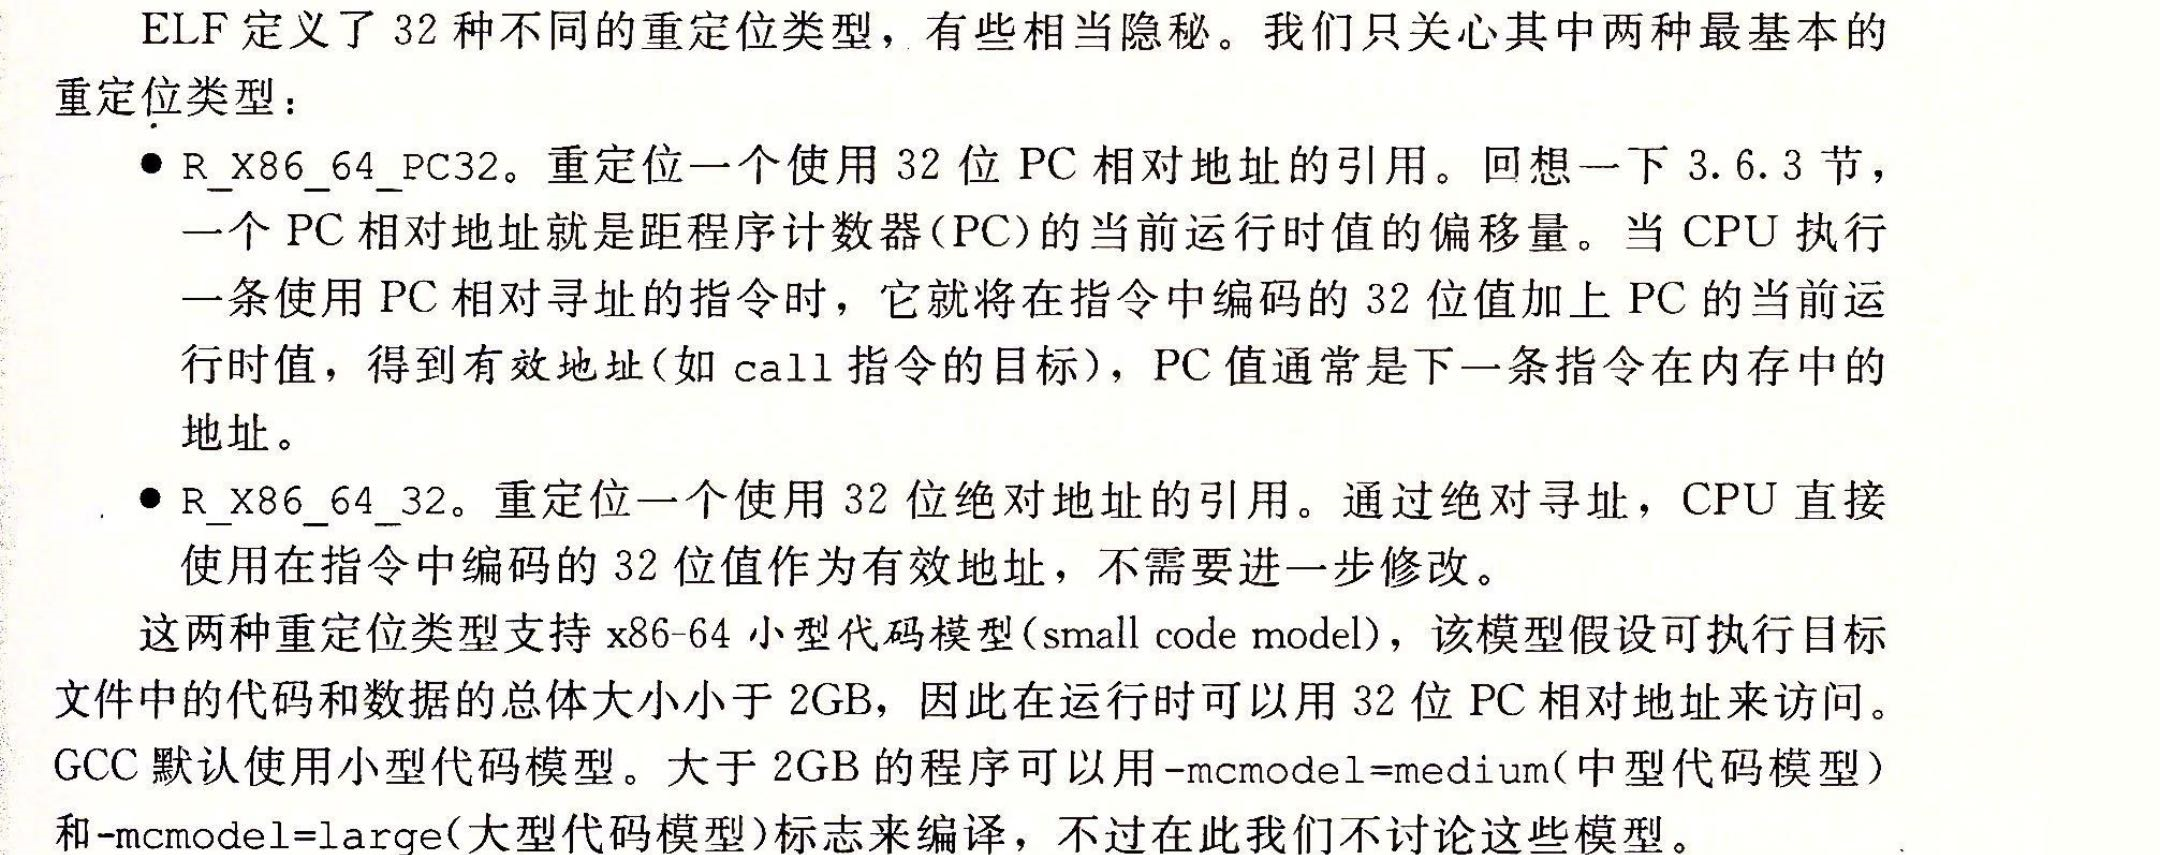 ELF 定义了 32 种不同的重定位类型，有些相当隐秘。我们只关心其中两种最基本的
重定位类型：
● R_X86_64_PC32。重定位一个使用 32 位 PC 相对地址的引用。回想一下 3.6.3 节，
一个 PC 相对地址就是距程序计数器(PC)的当前运行时值的偏移量。当 CPU 执行
一条使用 PC 相对寻址的指令时，它就将在指令中编码的 32 位值加上 PC 的当前运
行时值，得到有效地址(如 call 指令的目标)，PC 值通常是下一条指令在内存中的
地址。
● R_X86_64_32。重定位一个使用 32 位绝对地址的引用。通过绝对寻址，CPU 直接
使用在指令中编码的 32 位值作为有效地址，不需要进一步修改。
这两种重定位类型支持 x86-64 小型代码模型(small code model)，该模型假设可执行目标
文件中的代码和数据的总体大小小于 2GB，因此在运行时可以用 32 位 PC 相对地址来访问。
GCC 默认使用小型代码模型。大于 2GB 的程序可以用-mcmodel=medium(中型代码模型)
和-mcmodel=large(大型代码模型)标志来编译，不过在此我们不讨论这些模型。